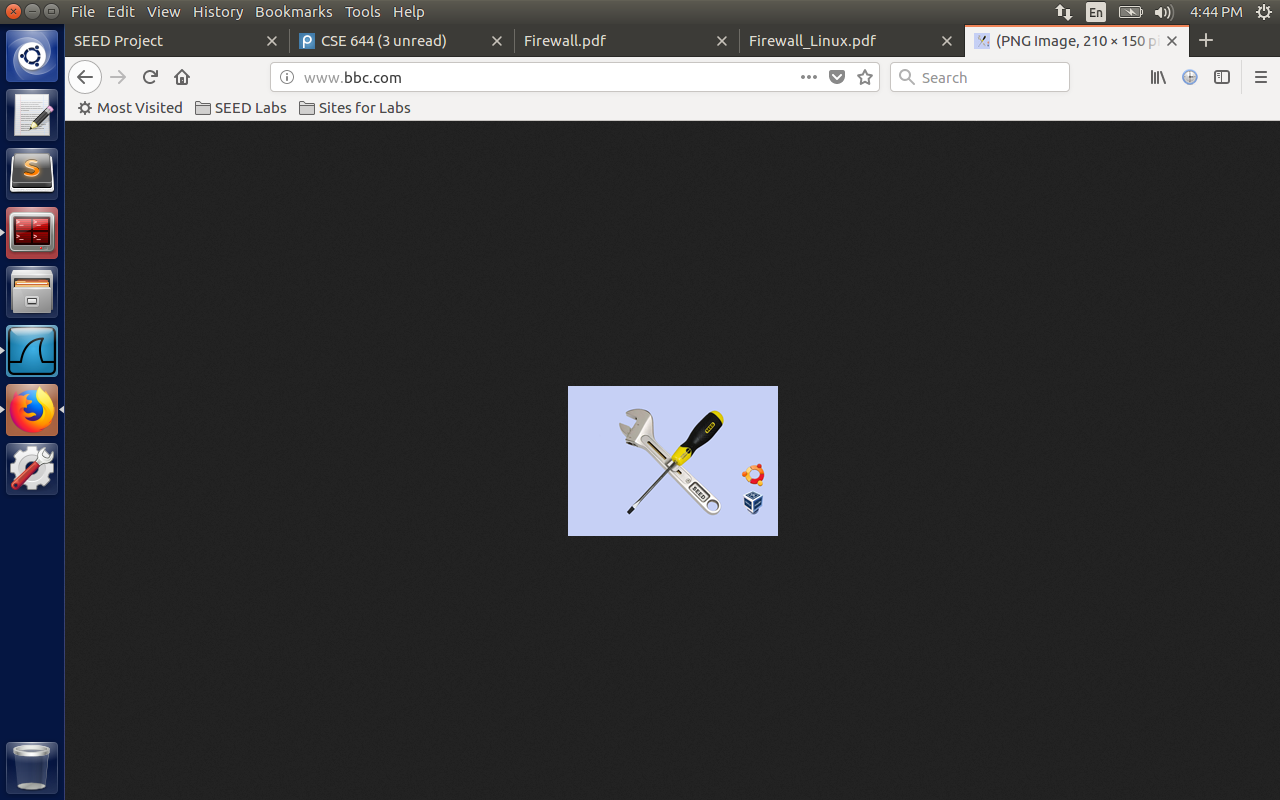 File Edit View History Bookmarks Tools Help En 4:44 PM
SEED Project CSE 644 (3 unread) Firewall.pdf Firewall_Linux.pdf (PNG Image, 210 × 150 pi
www.bbc.com Search
Most Visited SEED Labs Sites for Labs
S
SEED